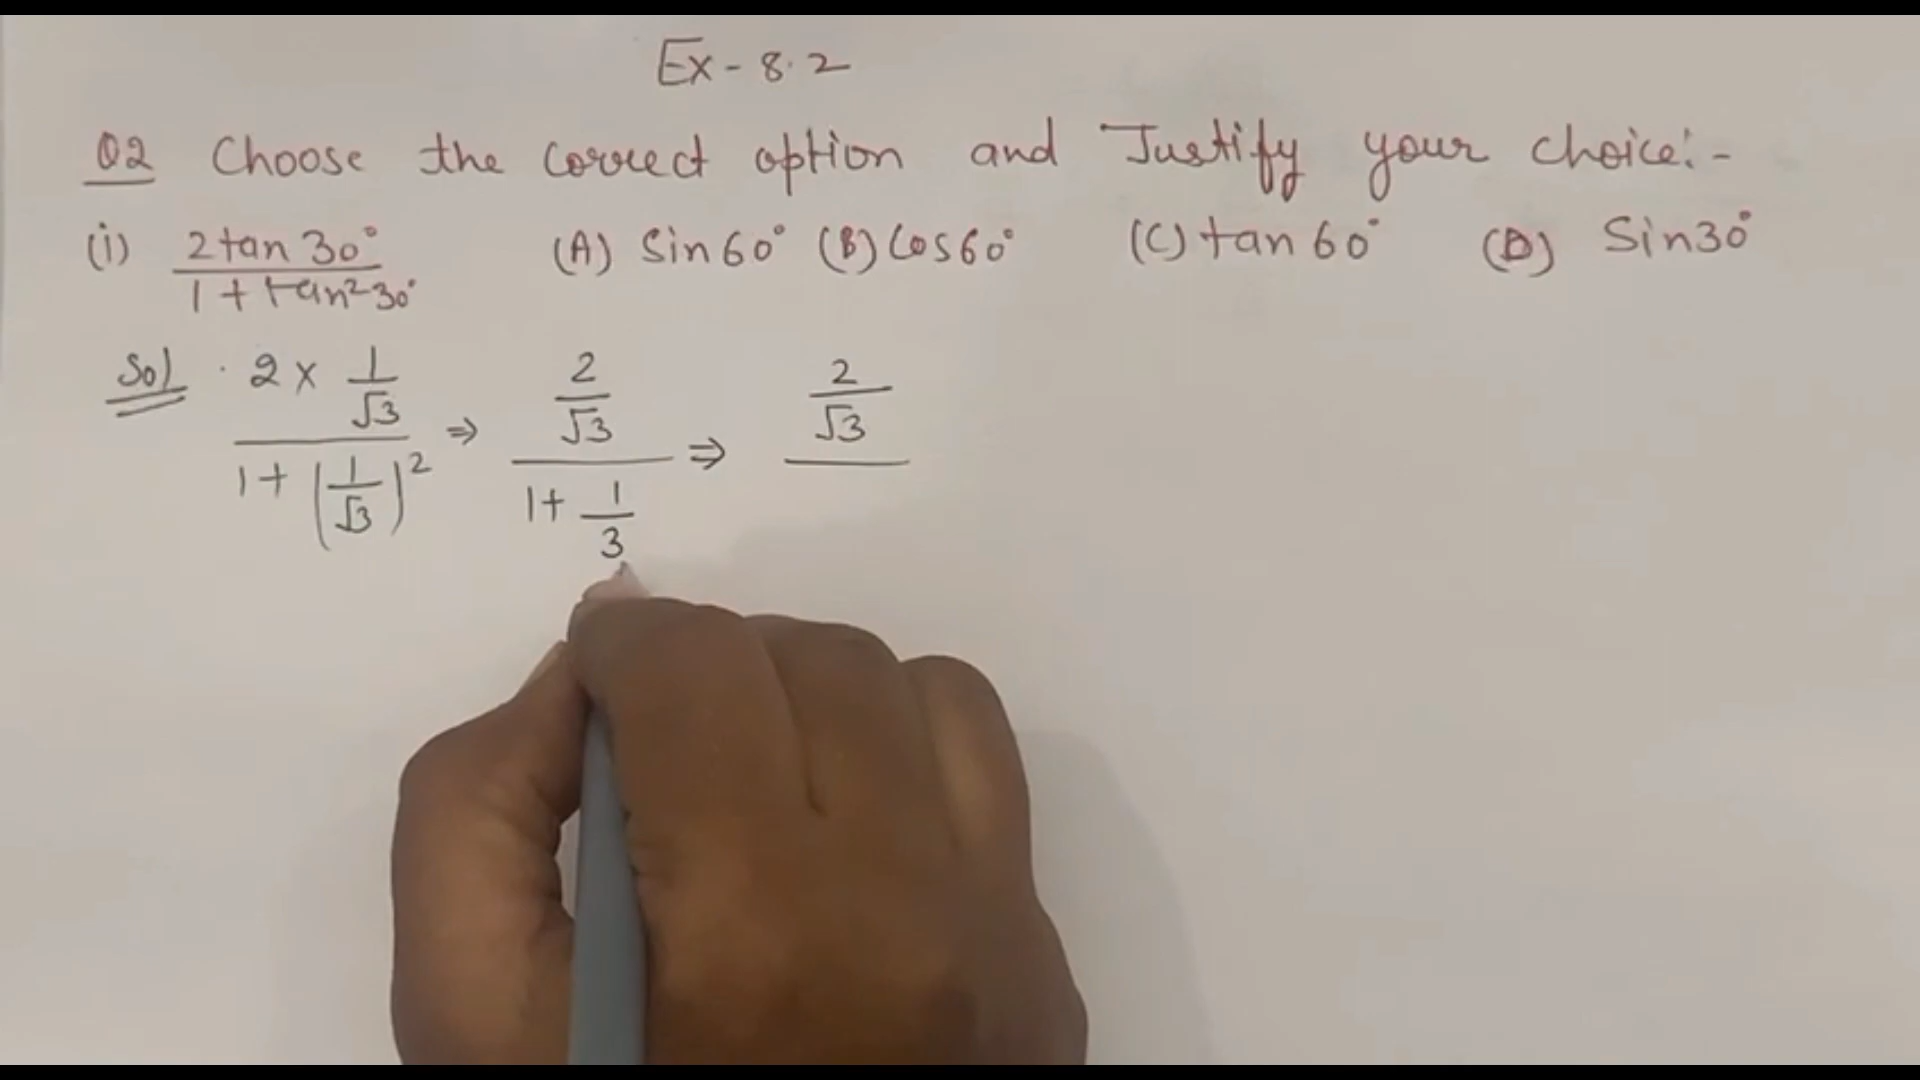 Ex - 8.2
Q2 Choose the correct option and Justify your choice:-
(i) 2tan 30° / 1 + tan² 30° (A) Sin 60° (B) Cos 60° (C) tan 60° (D) Sin 30°
Sol. 2 × 1/√3 / 1 + (1/√3)² ⇒ 2/√3 / 1 + 1/3 ⇒ 2/√3 /